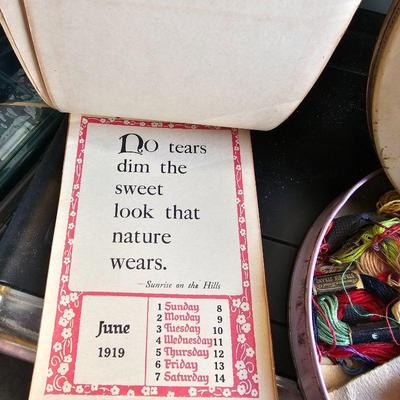 No tears
dim the
sweet
look that
nature
wears.
—Sunrise on the Hills
June
1919
1 Sunday 8
2 Monday 9
3 Tuesday 10
4 Wednesday 11
5 Thursday 12
6 Friday 13
7 Saturday 14